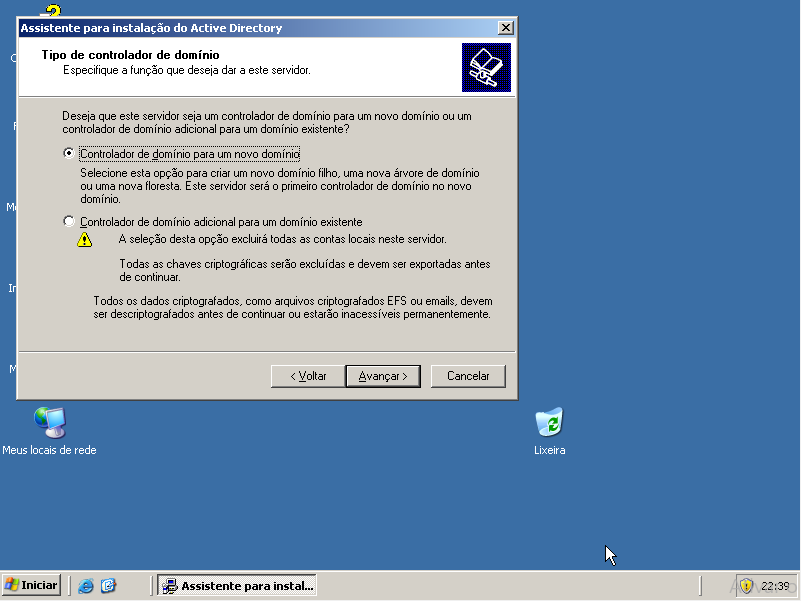 Assistente para instalação do Active Directory
Tipo de controlador de domínio
Especifique a função que deseja dar a este servidor.
Deseja que este servidor seja um controlador de domínio para um novo domínio ou um
controlador de domínio adicional para um domínio existente?
Controlador de domínio para um novo domínio
Selecione esta opção para criar um novo domínio filho, uma nova árvore de domínio
ou uma nova floresta. Este servidor será o primeiro controlador de domínio no novo
domínio.
Controlador de domínio adicional para um domínio existente
A seleção desta opção excluirá todas as contas locais neste servidor.
Todas as chaves criptográficas serão excluídas e devem ser exportadas antes
de continuar.
Todos os dados criptografados, como arquivos criptografados EFS ou emails, devem
ser descriptografados antes de continuar ou estarão inacessíveis permanentemente.
< Voltar
Avançar >
Cancelar
Meus locais de rede
Lixeira
Iniciar
Assistente para instal...
22:39